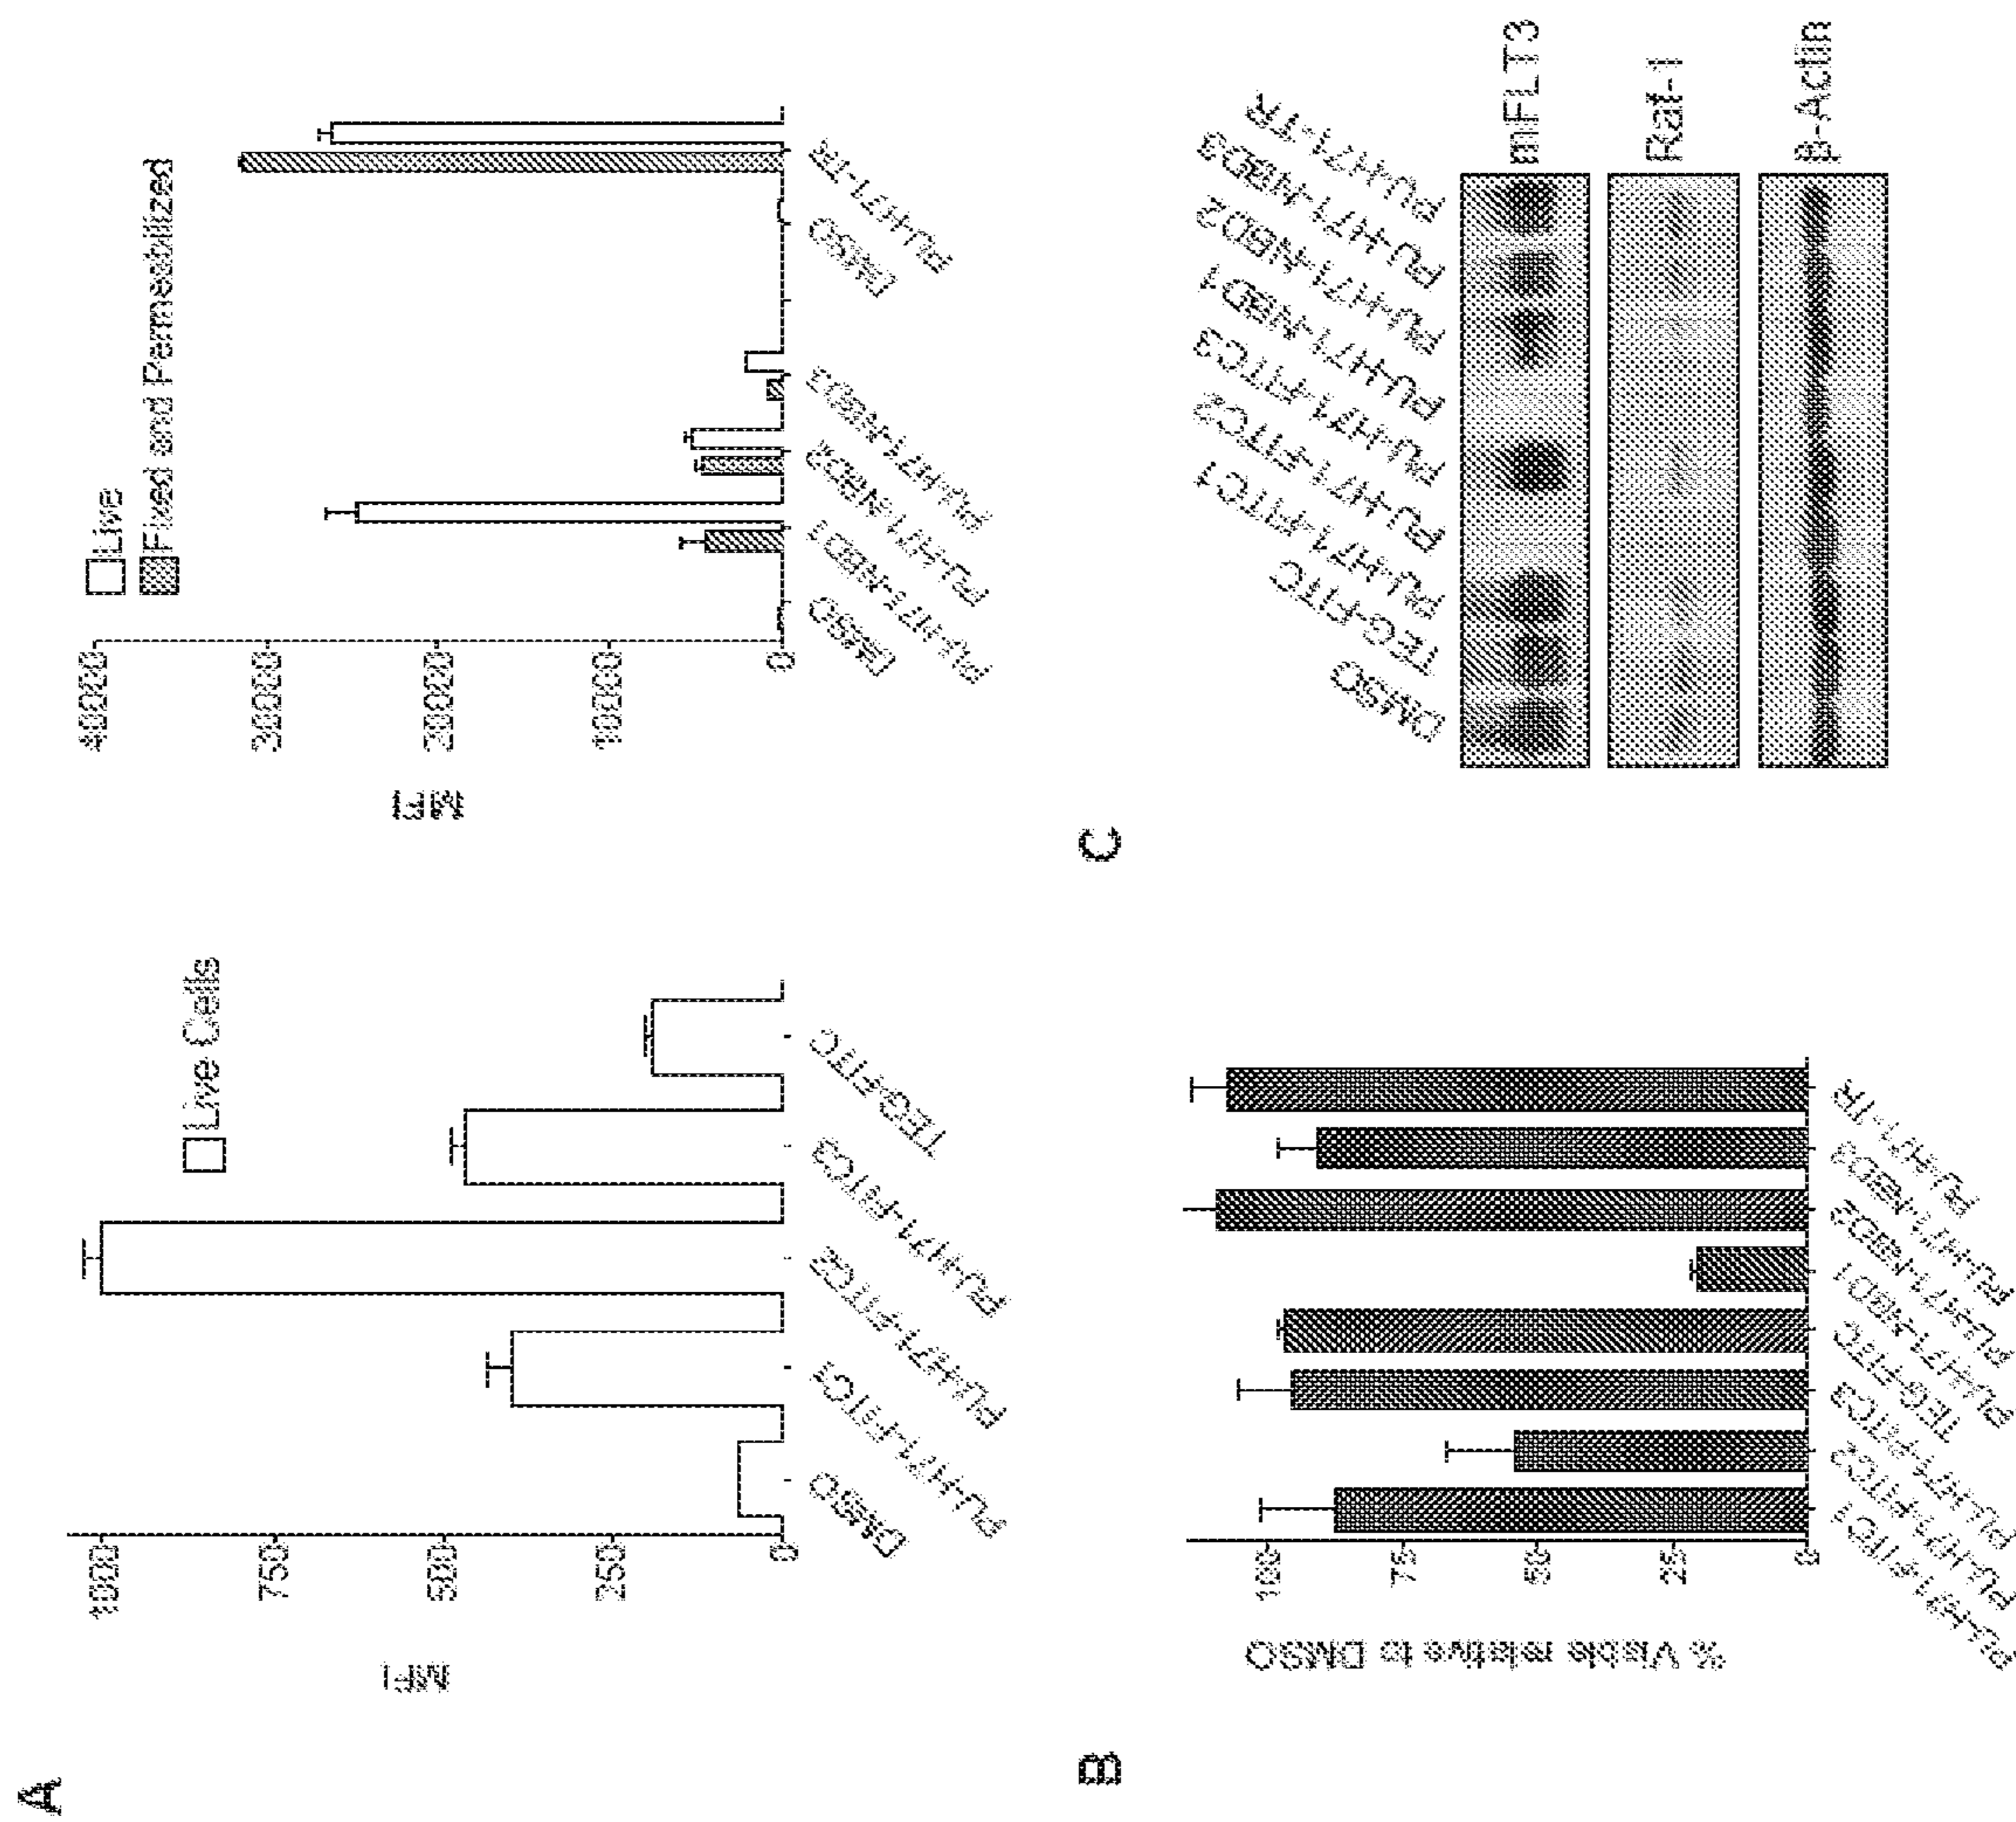 A
MFI
1000
750
500
250
0
Live Cells
DMSO
PU-H71-FITC1
PU-H71-FITC2
PU-H71-FITC3
TEG-FITC
MFI
40000
30000
20000
10000
0
Live
Fixed and Permeabilized
DMSO
PU-H71-NBD1
PU-H71-NBD2
PU-H71-NBD3
DMSO
PU-H71-TR
B
% Viable relative to DMSO
100
75
50
25
0
PU-H71-FITC1
PU-H71-FITC2
PU-H71-FITC3
TEG-FITC
PU-H71-NBD1
PU-H71-NBD2
PU-H71-NBD3
PU-H71-TR
C
DMSO
TEG-FITC
PU-H71-FITC1
PU-H71-FITC2
PU-H71-FITC3
PU-H71-NBD1
PU-H71-NBD2
PU-H71-NBD3
PU-H71-TR
mFLT3
Raf-1
β-Actin